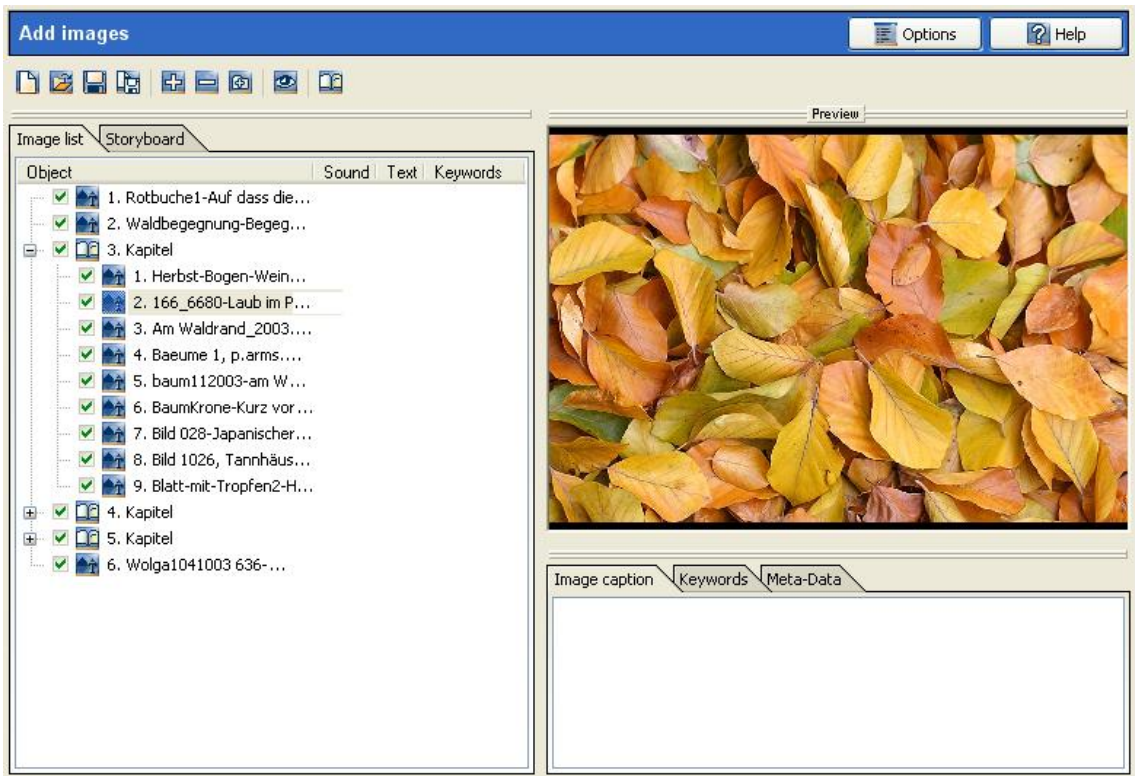 Add images
Options
Help
Preview
Image list
Storyboard
Object
Sound
Text
Keywords
1. Rotbuche1-Auf dass die...
2. Waldbegegnung-Begeg...
3. Kapitel
1. Herbst-Bogen-Wein...
2. 166_6680-Laub im P...
3. Am Waldrand_2003....
4. Baeume 1, p.arms....
5. baum112003-am W...
6. BaumKrone-Kurz vor...
7. Bild 028-Japanischer...
8. Bild 1026, Tannhäus...
9. Blatt-mit-Tropfen2-H...
4. Kapitel
5. Kapitel
6. Wolga1041003 636-...
Image caption
Keywords
Meta-Data